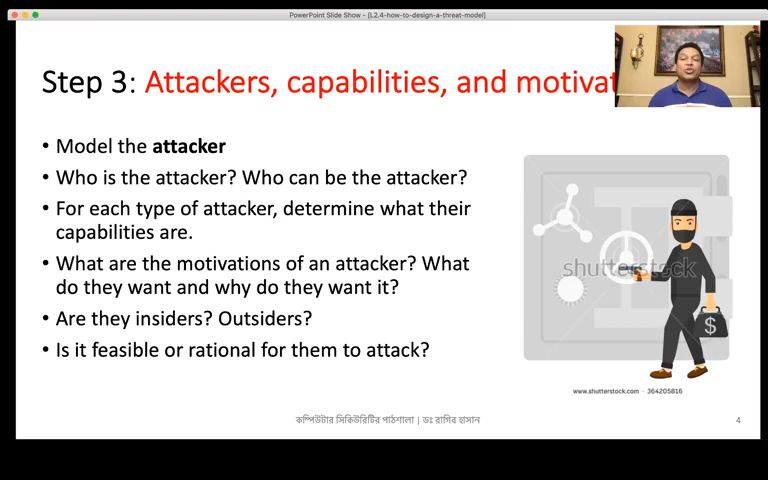 PowerPoint Slide Show - [L2.4-how-to-design-a-threat-model]
Step 3: Attackers, capabilities, and motivat
• Model the attacker
• Who is the attacker? Who can be the attacker?
• For each type of attacker, determine what their
capabilities are.
• What are the motivations of an attacker? What
do they want and why do they want it?
• Are they insiders? Outsiders?
• Is it feasible or rational for them to attack?
shutterstock
$
www.shutterstock.com · 364205816
কম্পিউটার সিকিউরিটির পাঠশালা | ডঃ রাগিব হাসান
4